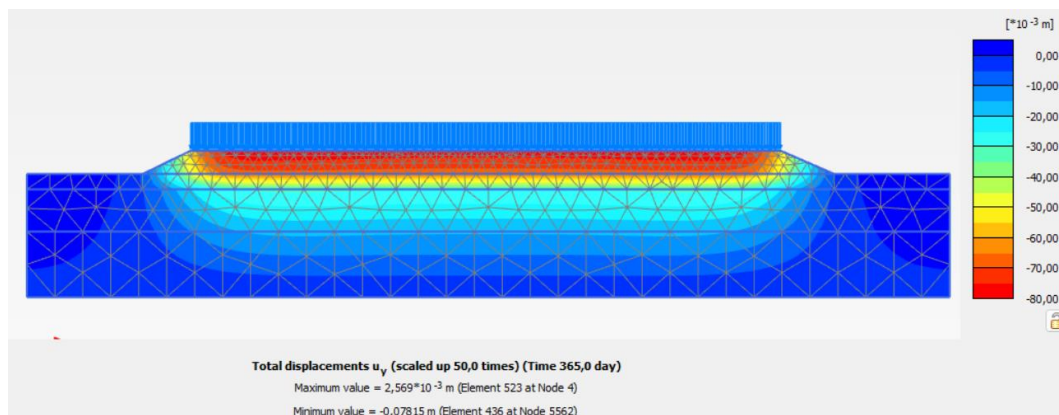 [*10⁻³ m]
0,00
-10,00
-20,00
-30,00
-40,00
-50,00
-60,00
-70,00
-80,00
Total displacements uᵧ (scaled up 50,0 times) (Time 365,0 day)
Maximum value = 2,569*10⁻³ m (Element 523 at Node 4)
Minimum value = -0,07815 m (Element 436 at Node 5562)